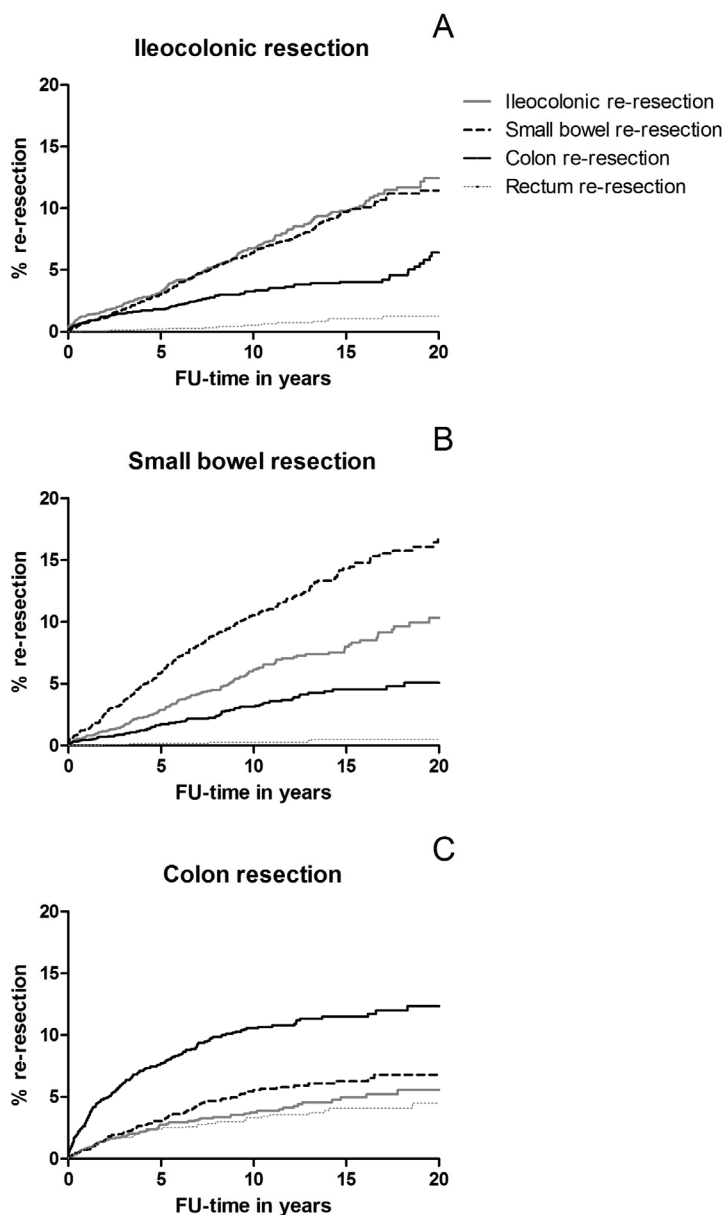 A
Ileocolonic resection
20
15
10
5
0
% re-resection
0 5 10 15 20
FU-time in years
Ileocolonic re-resection
Small bowel re-resection
Colon re-resection
Rectum re-resection
B
Small bowel resection
20
15
10
5
0
% re-resection
0 5 10 15 20
FU-time in years
C
Colon resection
20
15
10
5
0
% re-resection
0 5 10 15 20
FU-time in years